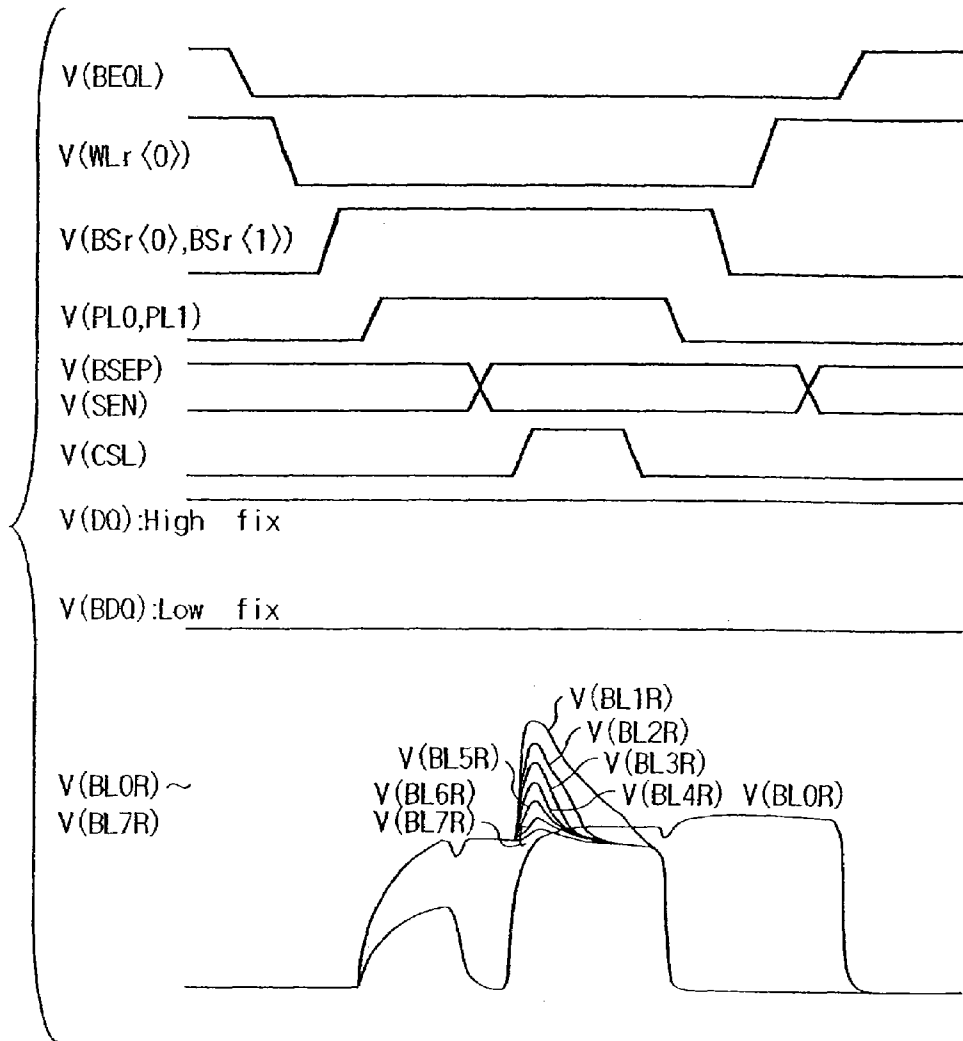 V(BEQL)
V(WLr〈0〉)
V(BSr〈0〉,BSr〈1〉)
V(PL0,PL1)
V(BSEP)
V(SEN)
V(CSL)
V(DQ):High fix
V(BDQ):Low fix
V(BL1R)
V(BL2R)
V(BL5R)
V(BL3R)
V(BL0R)~
V(BL6R)
V(BL4R) V(BL0R)
V(BL7R)
V(BL7R)